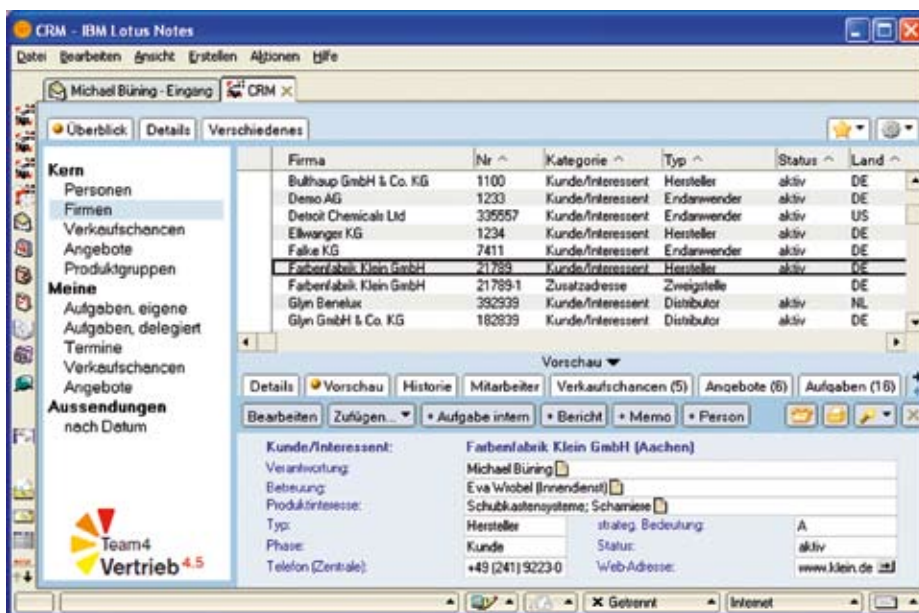 CRM - IBM Lotus Notes
Datei Bearbeiten Ansicht Erstellen Aktionen Hilfe
Michael Büning - Eingang CRM
Überblick Details Verschiedenes
Kern
Personen
Firmen
Verkaufschancen
Angebote
Produktgruppen
Meine
Aufgaben, eigene
Aufgaben, delegiert
Termine
Verkaufschancen
Angebote
Aussendungen
nach Datum
Team4
Vertrieb 4.5
Firma Nr Kategorie Typ Status Land
Bulthaup GmbH & Co. KG 1100 Kunde/Interessent Hersteller aktiv DE
Demo AG 1233 Kunde/Interessent Endanwender aktiv DE
Detroit Chemicals Ltd 335557 Kunde/Interessent Endanwender aktiv US
Ellwanger KG 1234 Kunde/Interessent Hersteller aktiv DE
Falke KG 7411 Kunde/Interessent Endanwender aktiv DE
Farbenfabrik Klein GmbH 21789 Kunde/Interessent Hersteller aktiv DE
Farbenfabrik Klein GmbH 21789-1 Zusatzadresse Zweigstelle DE
Glyn Benelux 392939 Kunde/Interessent Distributor aktiv NL
Glyn GmbH & Co. KG 182839 Kunde/Interessent Distributor aktiv DE
Vorschau
Details Vorschau Historie Mitarbeiter Verkaufschancen (5) Angebote (6) Aufgaben (16)
Bearbeiten Zufügen... + Aufgabe intern + Bericht + Memo + Person
Kunde/Interessent: Farbenfabrik Klein GmbH (Aachen)
Verantwortung: Michael Büning
Betreuung: Eva Wrobel (Innendienst)
Produktinteresse: Schubkastensysteme; Scharniere
Typ: Hersteller strateg. Bedeutung: A
Phase: Kunde Status: aktiv
Telefon (Zentrale): +49 (241) 9223-0 Web-Adresse: www.klein.de
Getrennt Internet